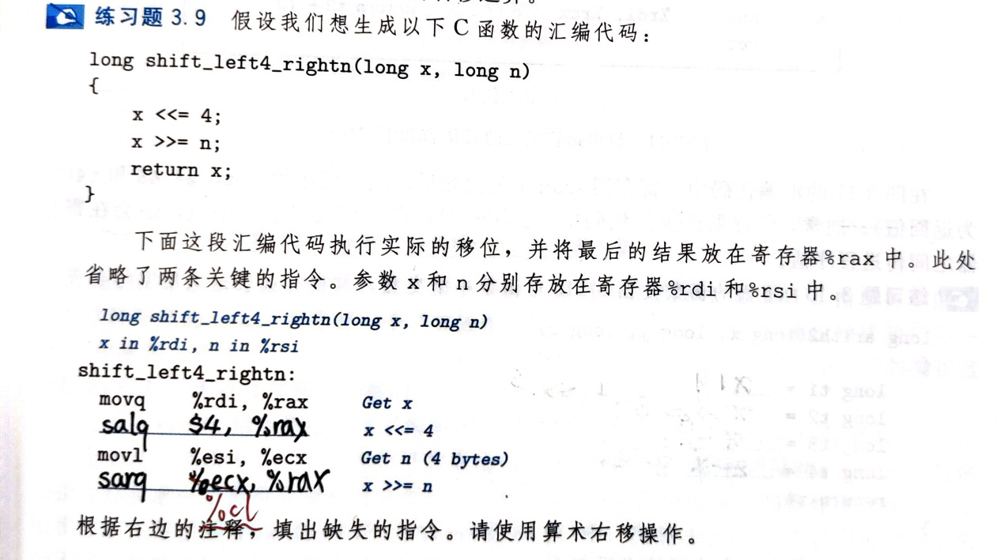 练习题 3.9 假设我们想生成以下 C 函数的汇编代码：
long shift_left4_rightn(long x, long n)
{
x <<= 4;
x >>= n;
return x;
}
下面这段汇编代码执行实际的移位，并将最后的结果放在寄存器%rax 中。此处
省略了两条关键的指令。参数 x 和 n 分别存放在寄存器%rdi 和%rsi 中。
long shift_left4_rightn(long x, long n)
x in %rdi, n in %rsi
shift_left4_rightn:
movq %rdi, %rax Get x
salq $4, %rax x <<= 4
movl %esi, %ecx Get n (4 bytes)
sarq %ecx, %rax x >>= n
%cl
根据右边的注释，填出缺失的指令。请使用算术右移操作。